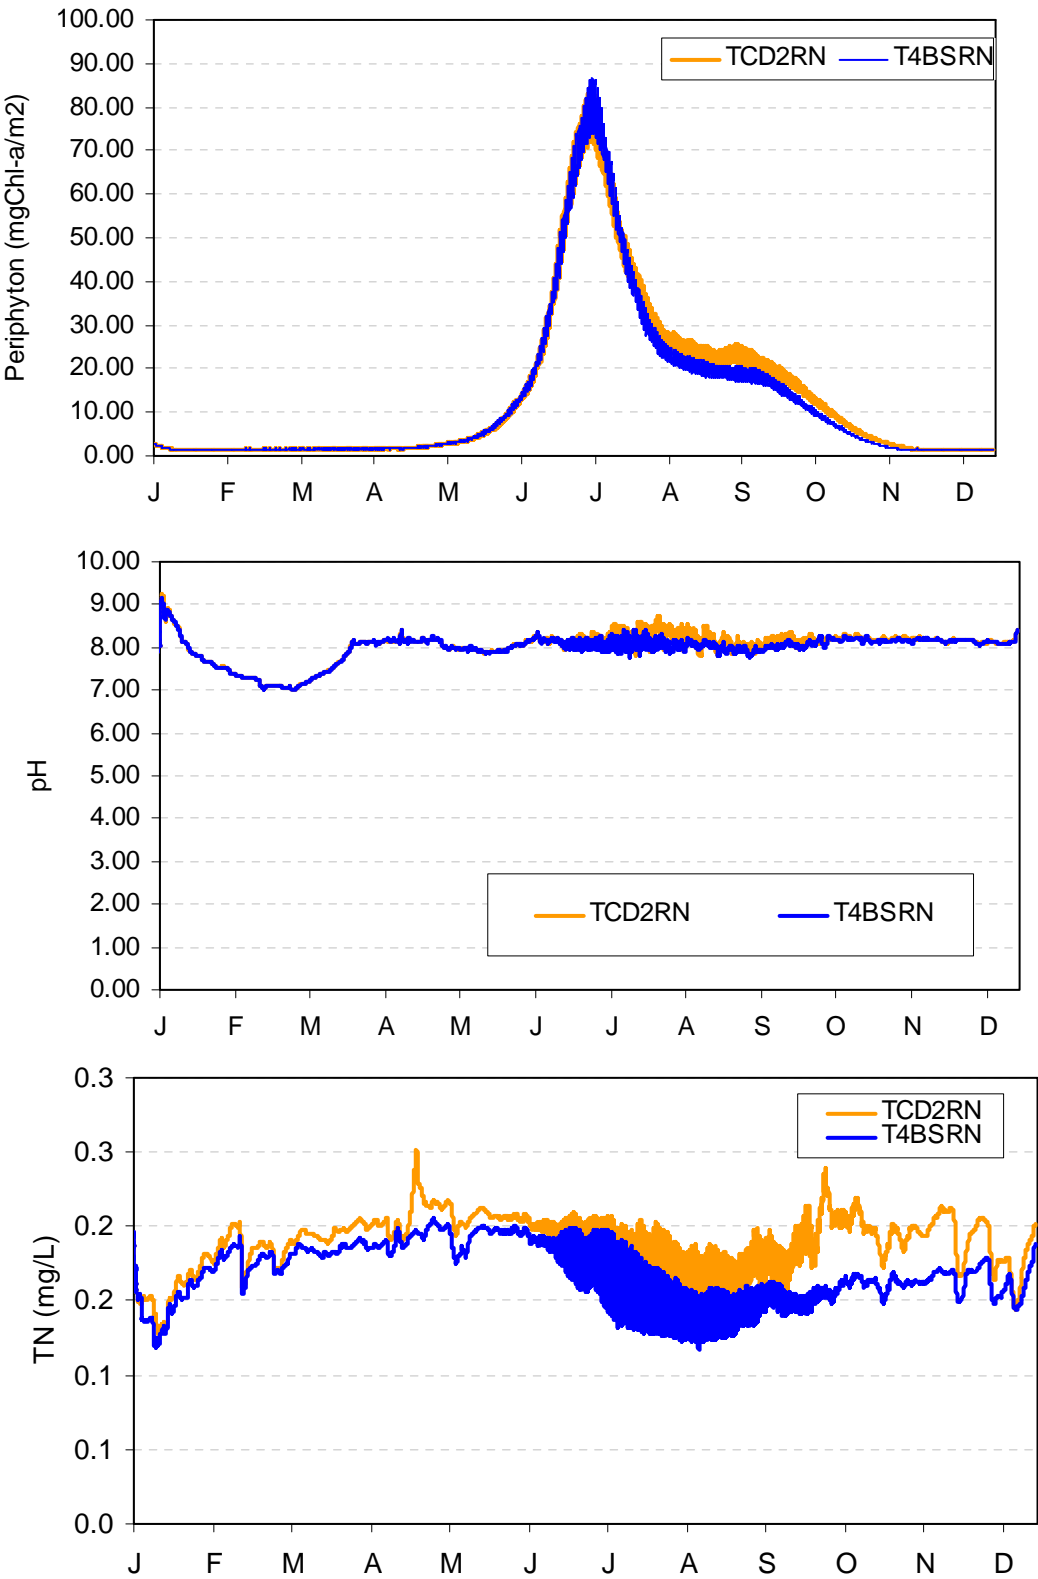 100.00
90.00
80.00
70.00
60.00
50.00
40.00
30.00
20.00
10.00
0.00
Periphyton (mgChl-a/m2)
TCD2RN T4BSRN
J F M A M J J A S O N D
10.00
9.00
8.00
7.00
6.00
5.00
4.00
3.00
2.00
1.00
0.00
pH
TCD2RN T4BSRN
J F M A M J J A S O N D
0.3
0.3
0.2
0.2
0.1
0.1
0.0
TN (mg/L)
TCD2RN
T4BSRN
J F M A M J J A S O N D